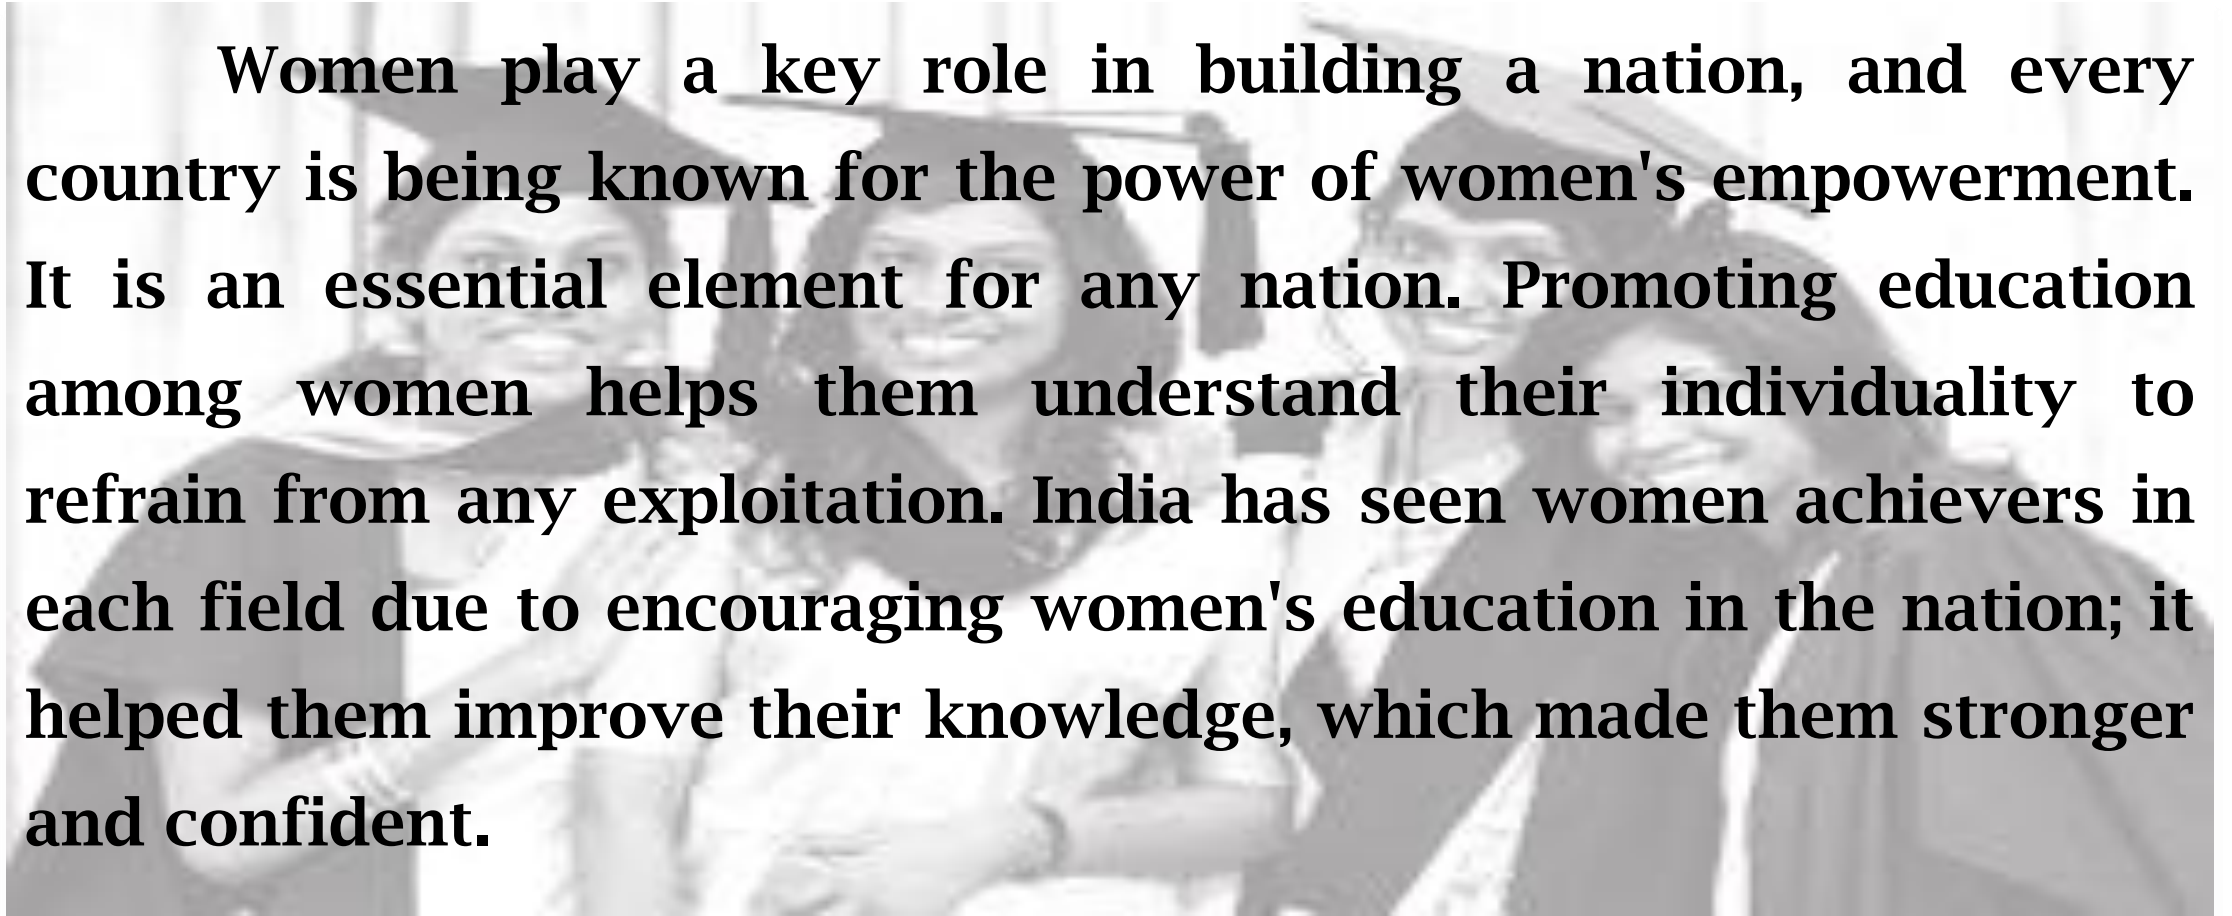 Women play a key role in building a nation, and every
country is being known for the power of women's empowerment.
It is an essential element for any nation. Promoting education
among women helps them understand their individuality to
refrain from any exploitation. India has seen women achievers in
each field due to encouraging women's education in the nation; it
helped them improve their knowledge, which made them stronger
and confident.